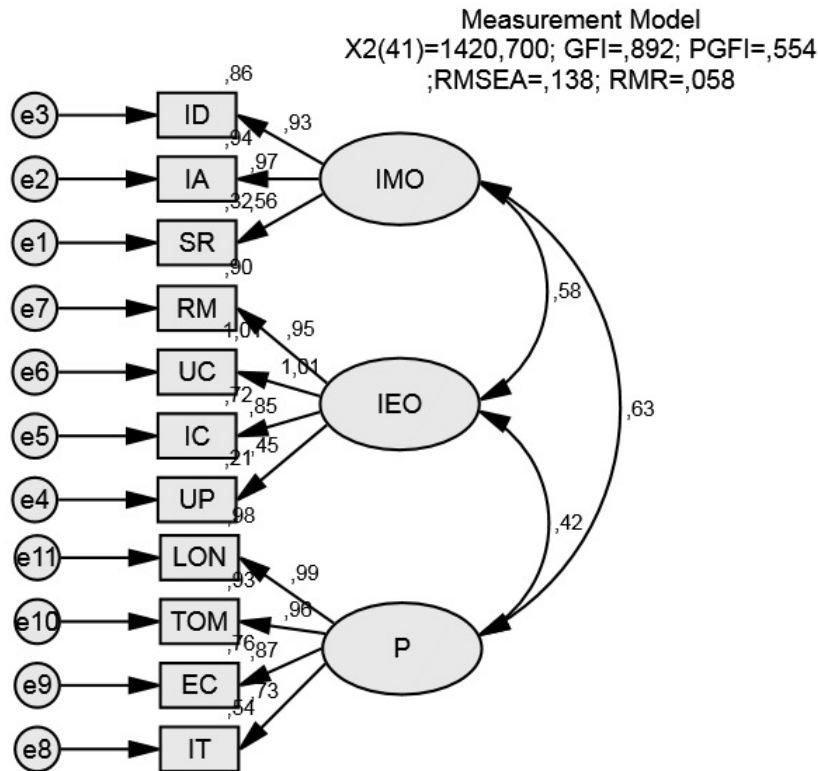 Measurement Model
X2(41)=1420,700; GFI=,892; PGFI=,554
;RMSEA=,138; RMR=,058
,86
e3 ID ,93
,94
e2 IA ,97 IMO
,32 ,56
e1 SR
,90
,58
e7 RM ,95
1,01
e6 UC 1,01
,72
,85 IEO ,63
e5 IC
,21 ,45
e4 UP
,98
,42
e11 LON ,99
,93
e10 TOM ,96
,76 ,87 P
e9 EC
,73
,54
e8 IT